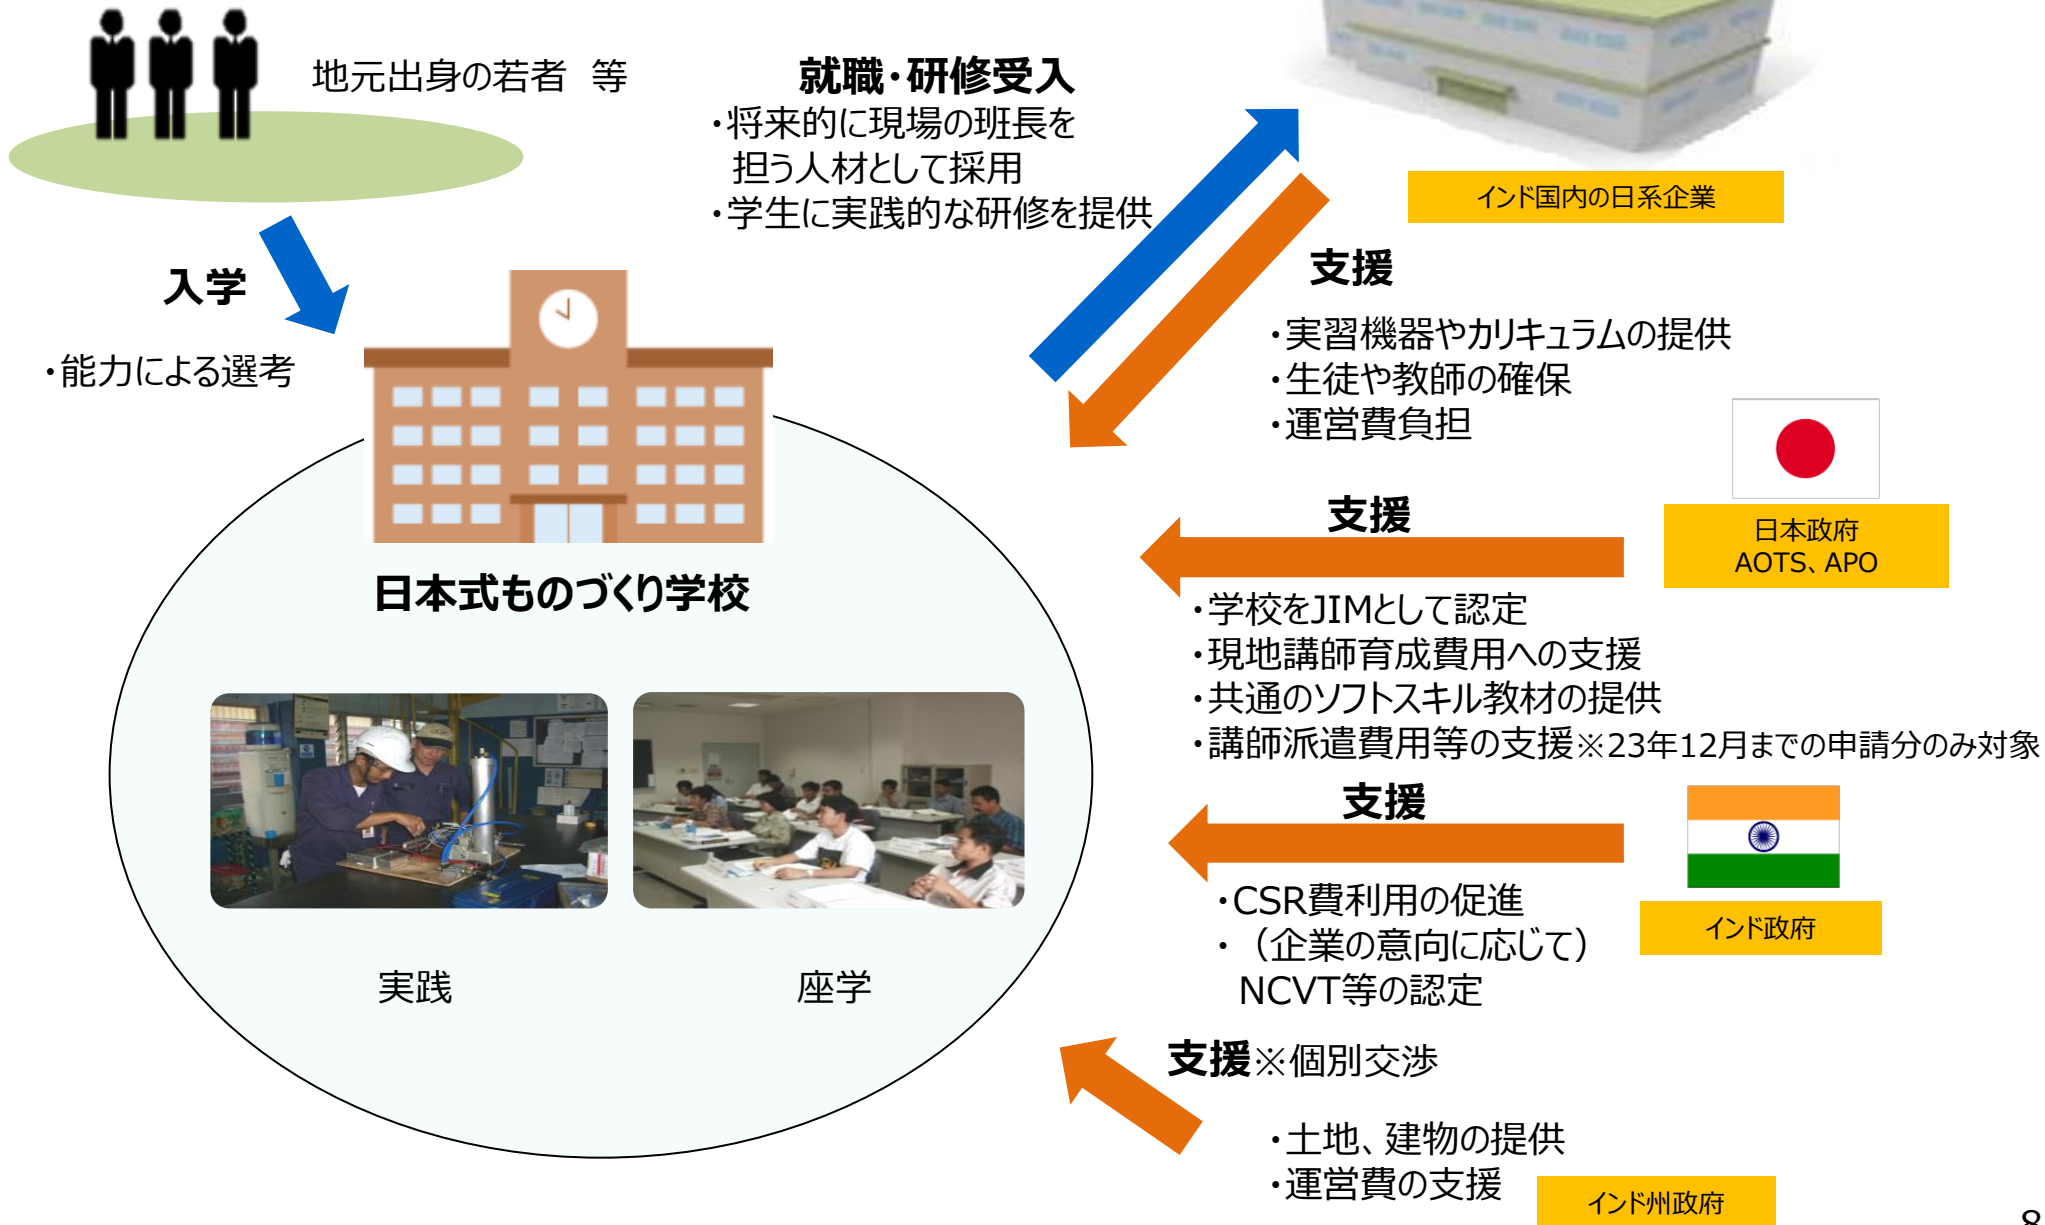 地元出身の若者 等
就職・研修受入
・将来的に現場の班長を
担う人材として採用
・学生に実践的な研修を提供
インド国内の日系企業
入学
・能力による選考
支援
・実習機器やカリキュラムの提供
・生徒や教師の確保
・運営費負担
日本政府
AOTS、APO
支援
・学校をJIMとして認定
・現地講師育成費用への支援
・共通のソフトスキル教材の提供
・講師派遣費用等の支援※23年12月までの申請分のみ対象
日本式ものづくり学校
実践
座学
支援
インド政府
・CSR費利用の促進
・（企業の意向に応じて）
NCVT等の認定
支援※個別交渉
・土地、建物の提供
・運営費の支援
インド州政府
8